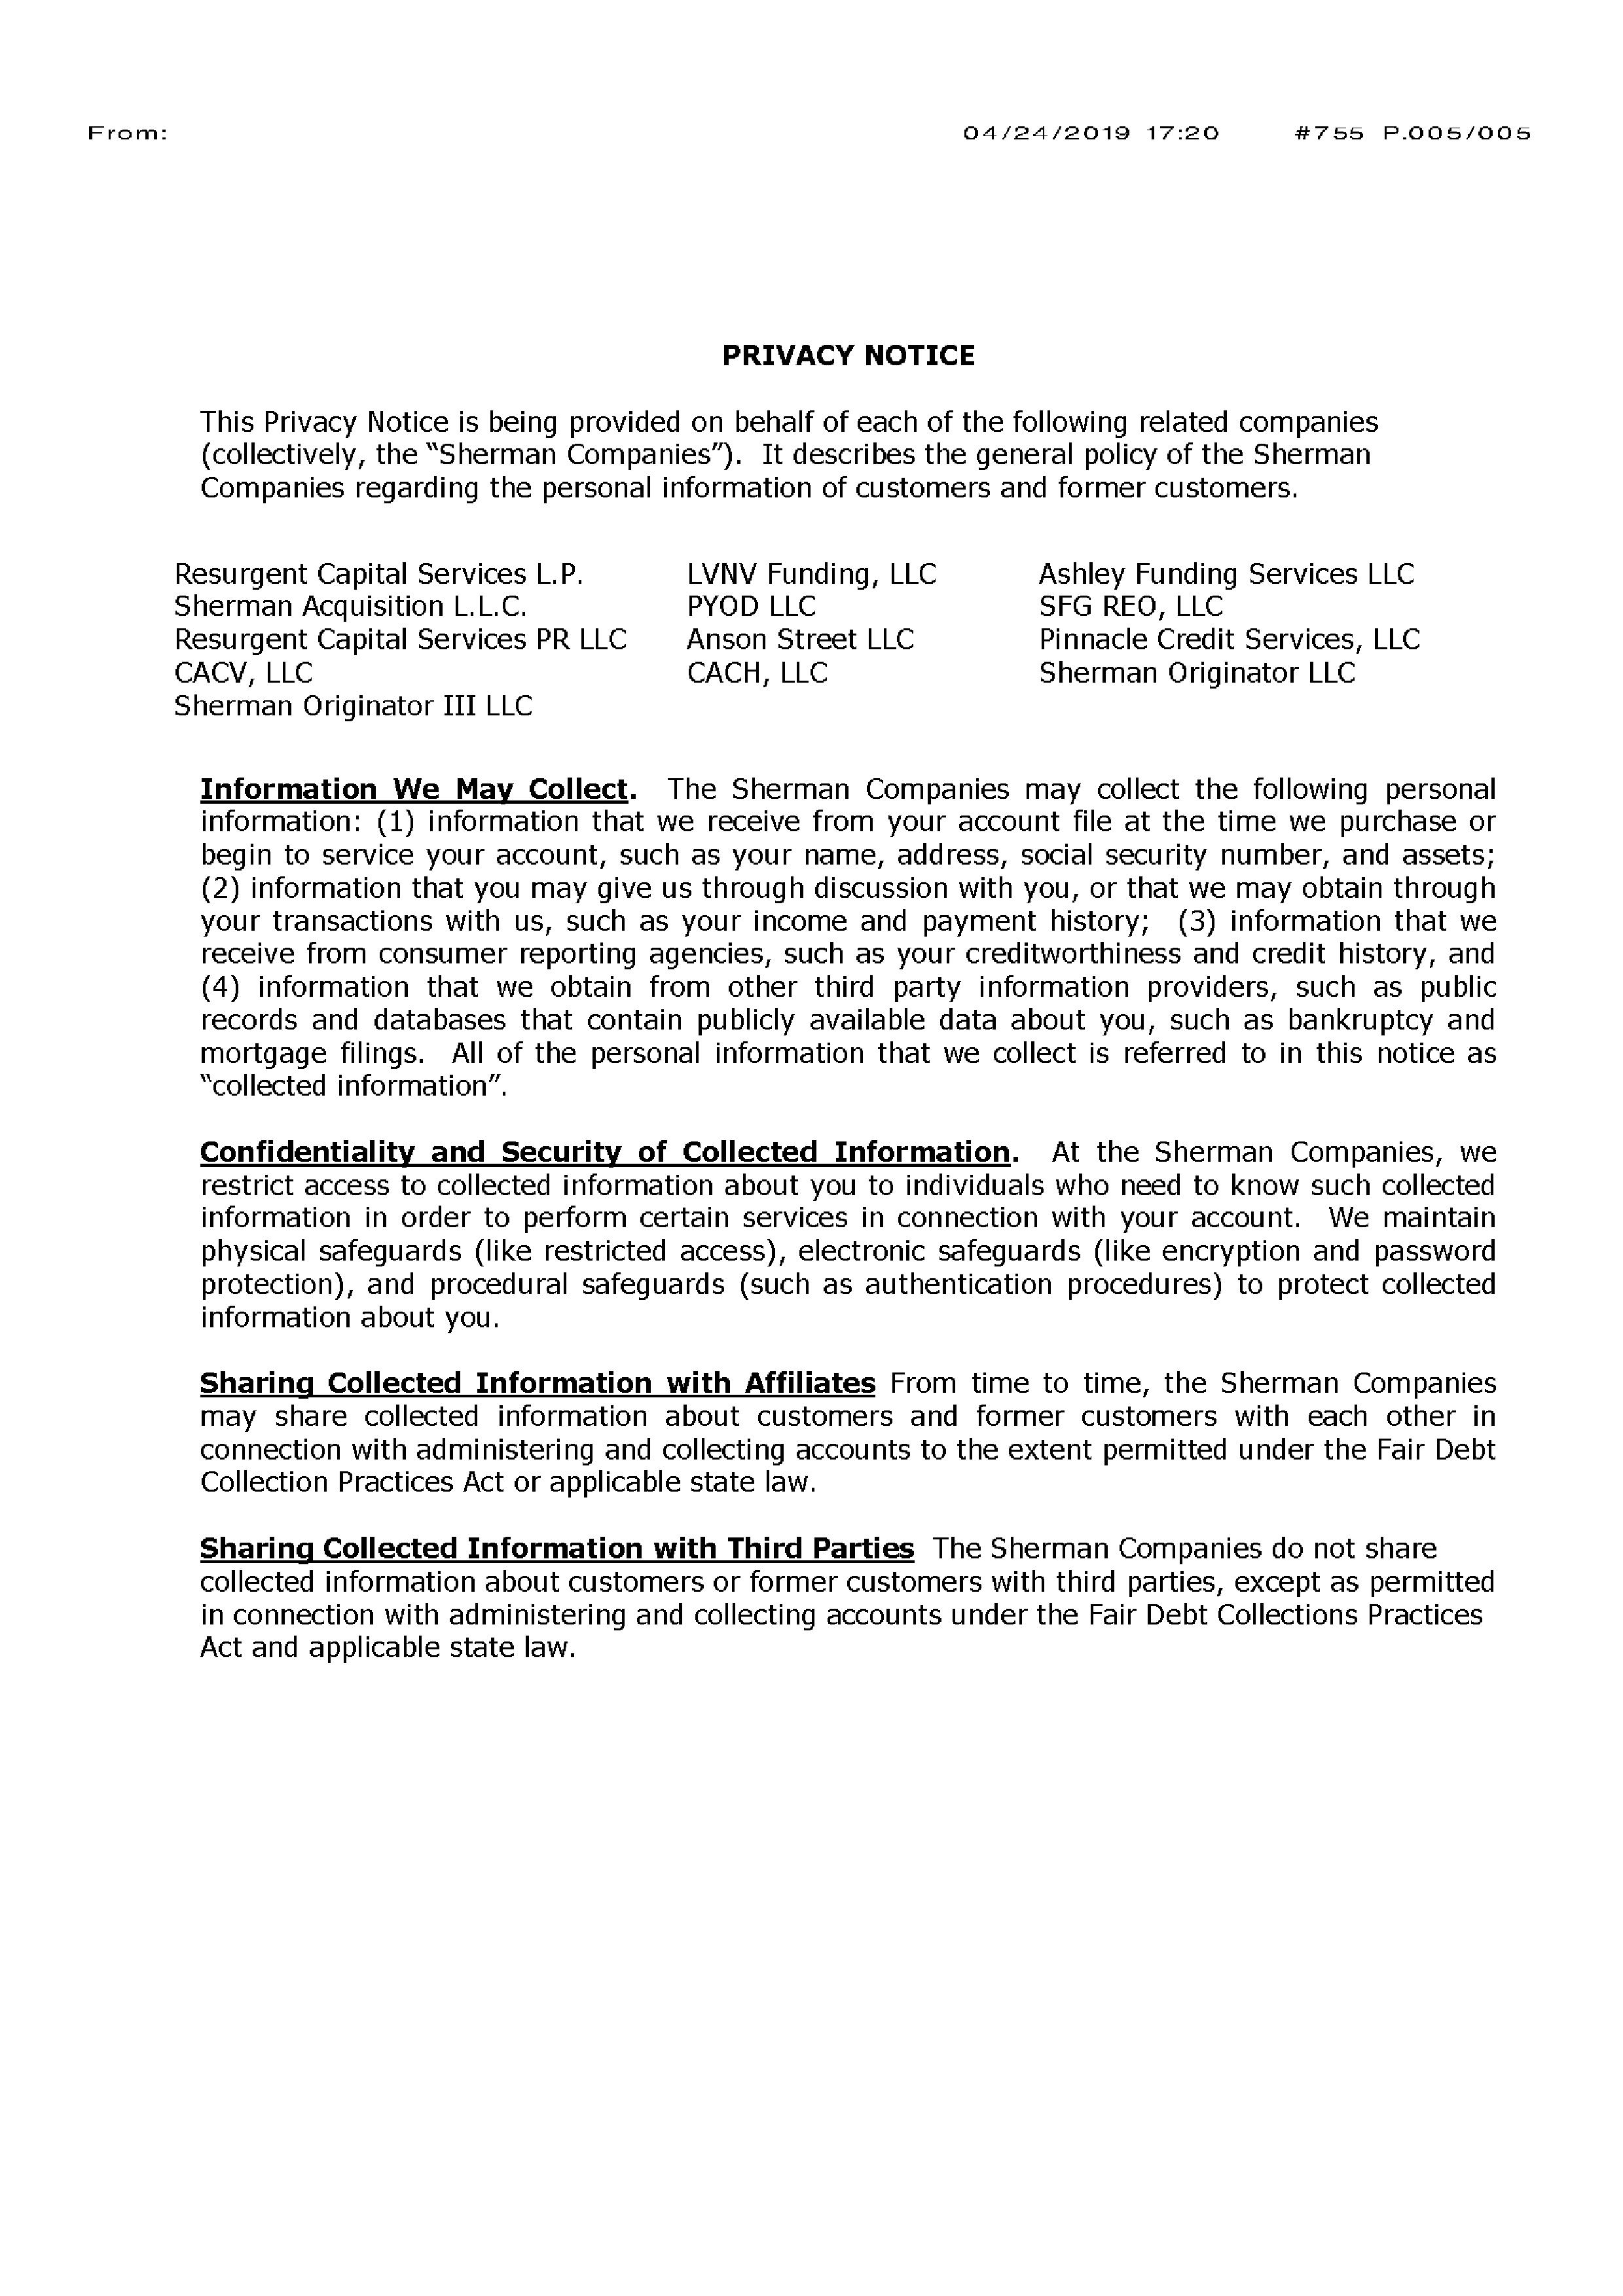 From: 04/24/2019 17:20 #755 P.005/005
PRIVACY NOTICE
This Privacy Notice is being provided on behalf of each of the following related companies
(collectively, the “Sherman Companies”). It describes the general policy of the Sherman
Companies regarding the personal information of customers and former customers.
Resurgent Capital Services L.P. LVNV Funding, LLC Ashley Funding Services LLC
Sherman Acquisition L.L.C. PYOD LLC SFG REO, LLC
Resurgent Capital Services PR LLC Anson Street LLC Pinnacle Credit Services, LLC
CACV, LLC CACH, LLC Sherman Originator LLC
Sherman Originator III LLC
Information We May Collect. The Sherman Companies may collect the following personal
information: (1) information that we receive from your account file at the time we purchase or
begin to service your account, such as your name, address, social security number, and assets;
(2) information that you may give us through discussion with you, or that we may obtain through
your transactions with us, such as your income and payment history; (3) information that we
receive from consumer reporting agencies, such as your creditworthiness and credit history, and
(4) information that we obtain from other third party information providers, such as public
records and databases that contain publicly available data about you, such as bankruptcy and
mortgage filings. All of the personal information that we collect is referred to in this notice as
“collected information”.
Confidentiality and Security of Collected Information. At the Sherman Companies, we
restrict access to collected information about you to individuals who need to know such collected
information in order to perform certain services in connection with your account. We maintain
physical safeguards (like restricted access), electronic safeguards (like encryption and password
protection), and procedural safeguards (such as authentication procedures) to protect collected
information about you.
Sharing Collected Information with Affiliates From time to time, the Sherman Companies
may share collected information about customers and former customers with each other in
connection with administering and collecting accounts to the extent permitted under the Fair Debt
Collection Practices Act or applicable state law.
Sharing Collected Information with Third Parties The Sherman Companies do not share
collected information about customers or former customers with third parties, except as permitted
in connection with administering and collecting accounts under the Fair Debt Collections Practices
Act and applicable state law.